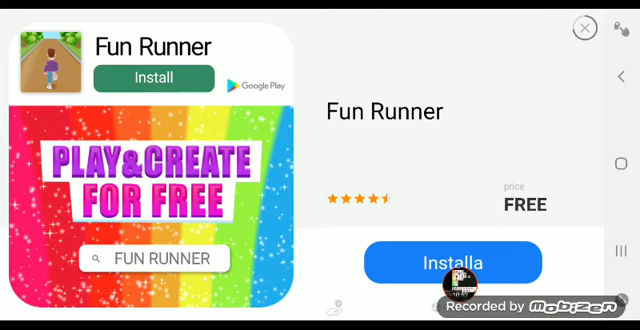 Fun Runner
Install
Google Play
PLAY&CREATE
FOR FREE
FUN RUNNER
Fun Runner
price
FREE
Installa
Recorded by mobizen